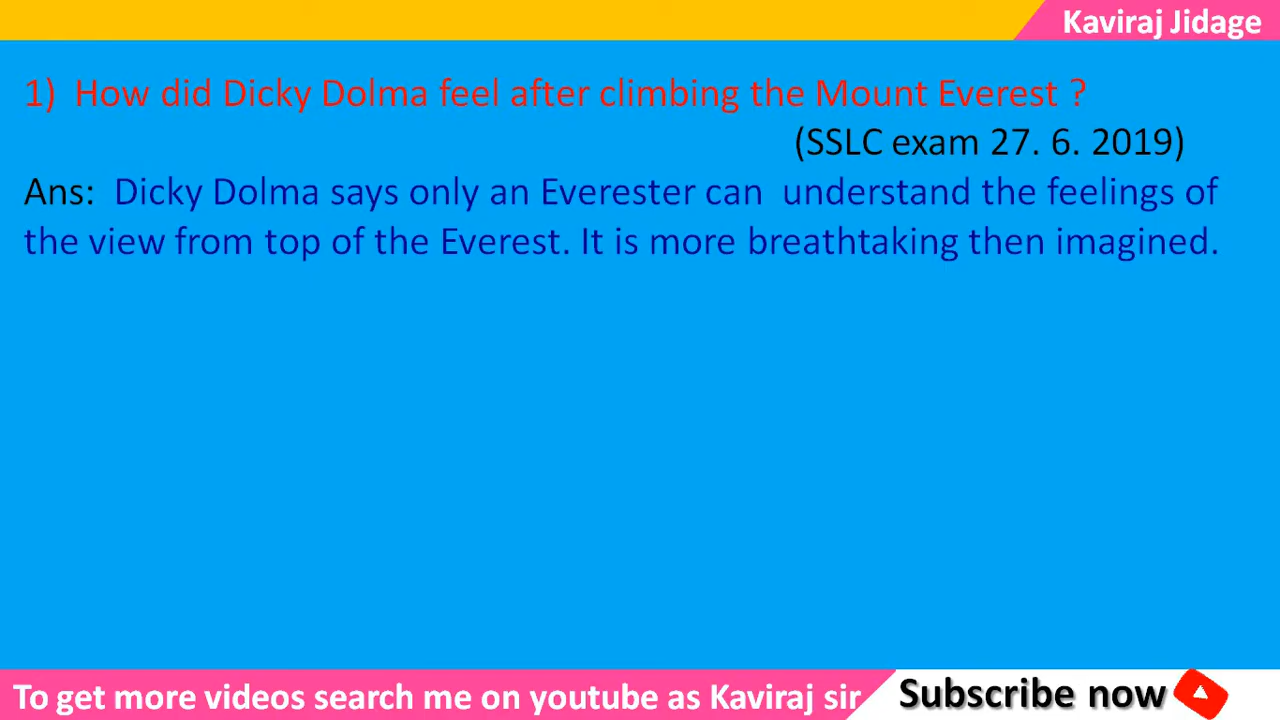 Kaviraj Jidage
1) How did Dicky Dolma feel after climbing the Mount Everest ?
(SSLC exam 27. 6. 2019)
Ans: Dicky Dolma says only an Everester can understand the feelings of
the view from top of the Everest. It is more breathtaking then imagined.
To get more videos search me on youtube as Kaviraj sir
Subscribe now